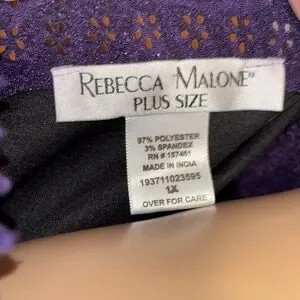 REBECCA MALONE®
PLUS SIZE
97% POLYESTER
3% SPANDEX
RN # 157461
MADE IN INDIA
193711023595
1X
OVER FOR CARE